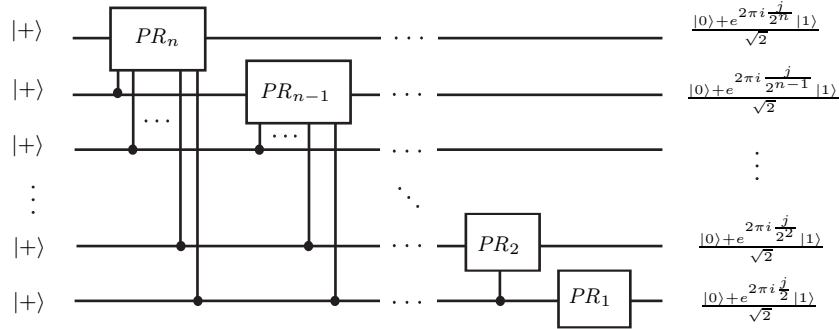 |+⟩ PR_n ··· |0⟩+e^{2πi j/2^n}|1⟩ / √2
|+⟩ PR_{n−1} ··· |0⟩+e^{2πi j/2^{n−1}}|1⟩ / √2
··· ···
|+⟩ ··· ⋮
⋮ ⋱
|+⟩ ··· PR_2 |0⟩+e^{2πi j/2^2}|1⟩ / √2
|+⟩ ··· PR_1 |0⟩+e^{2πi j/2}|1⟩ / √2